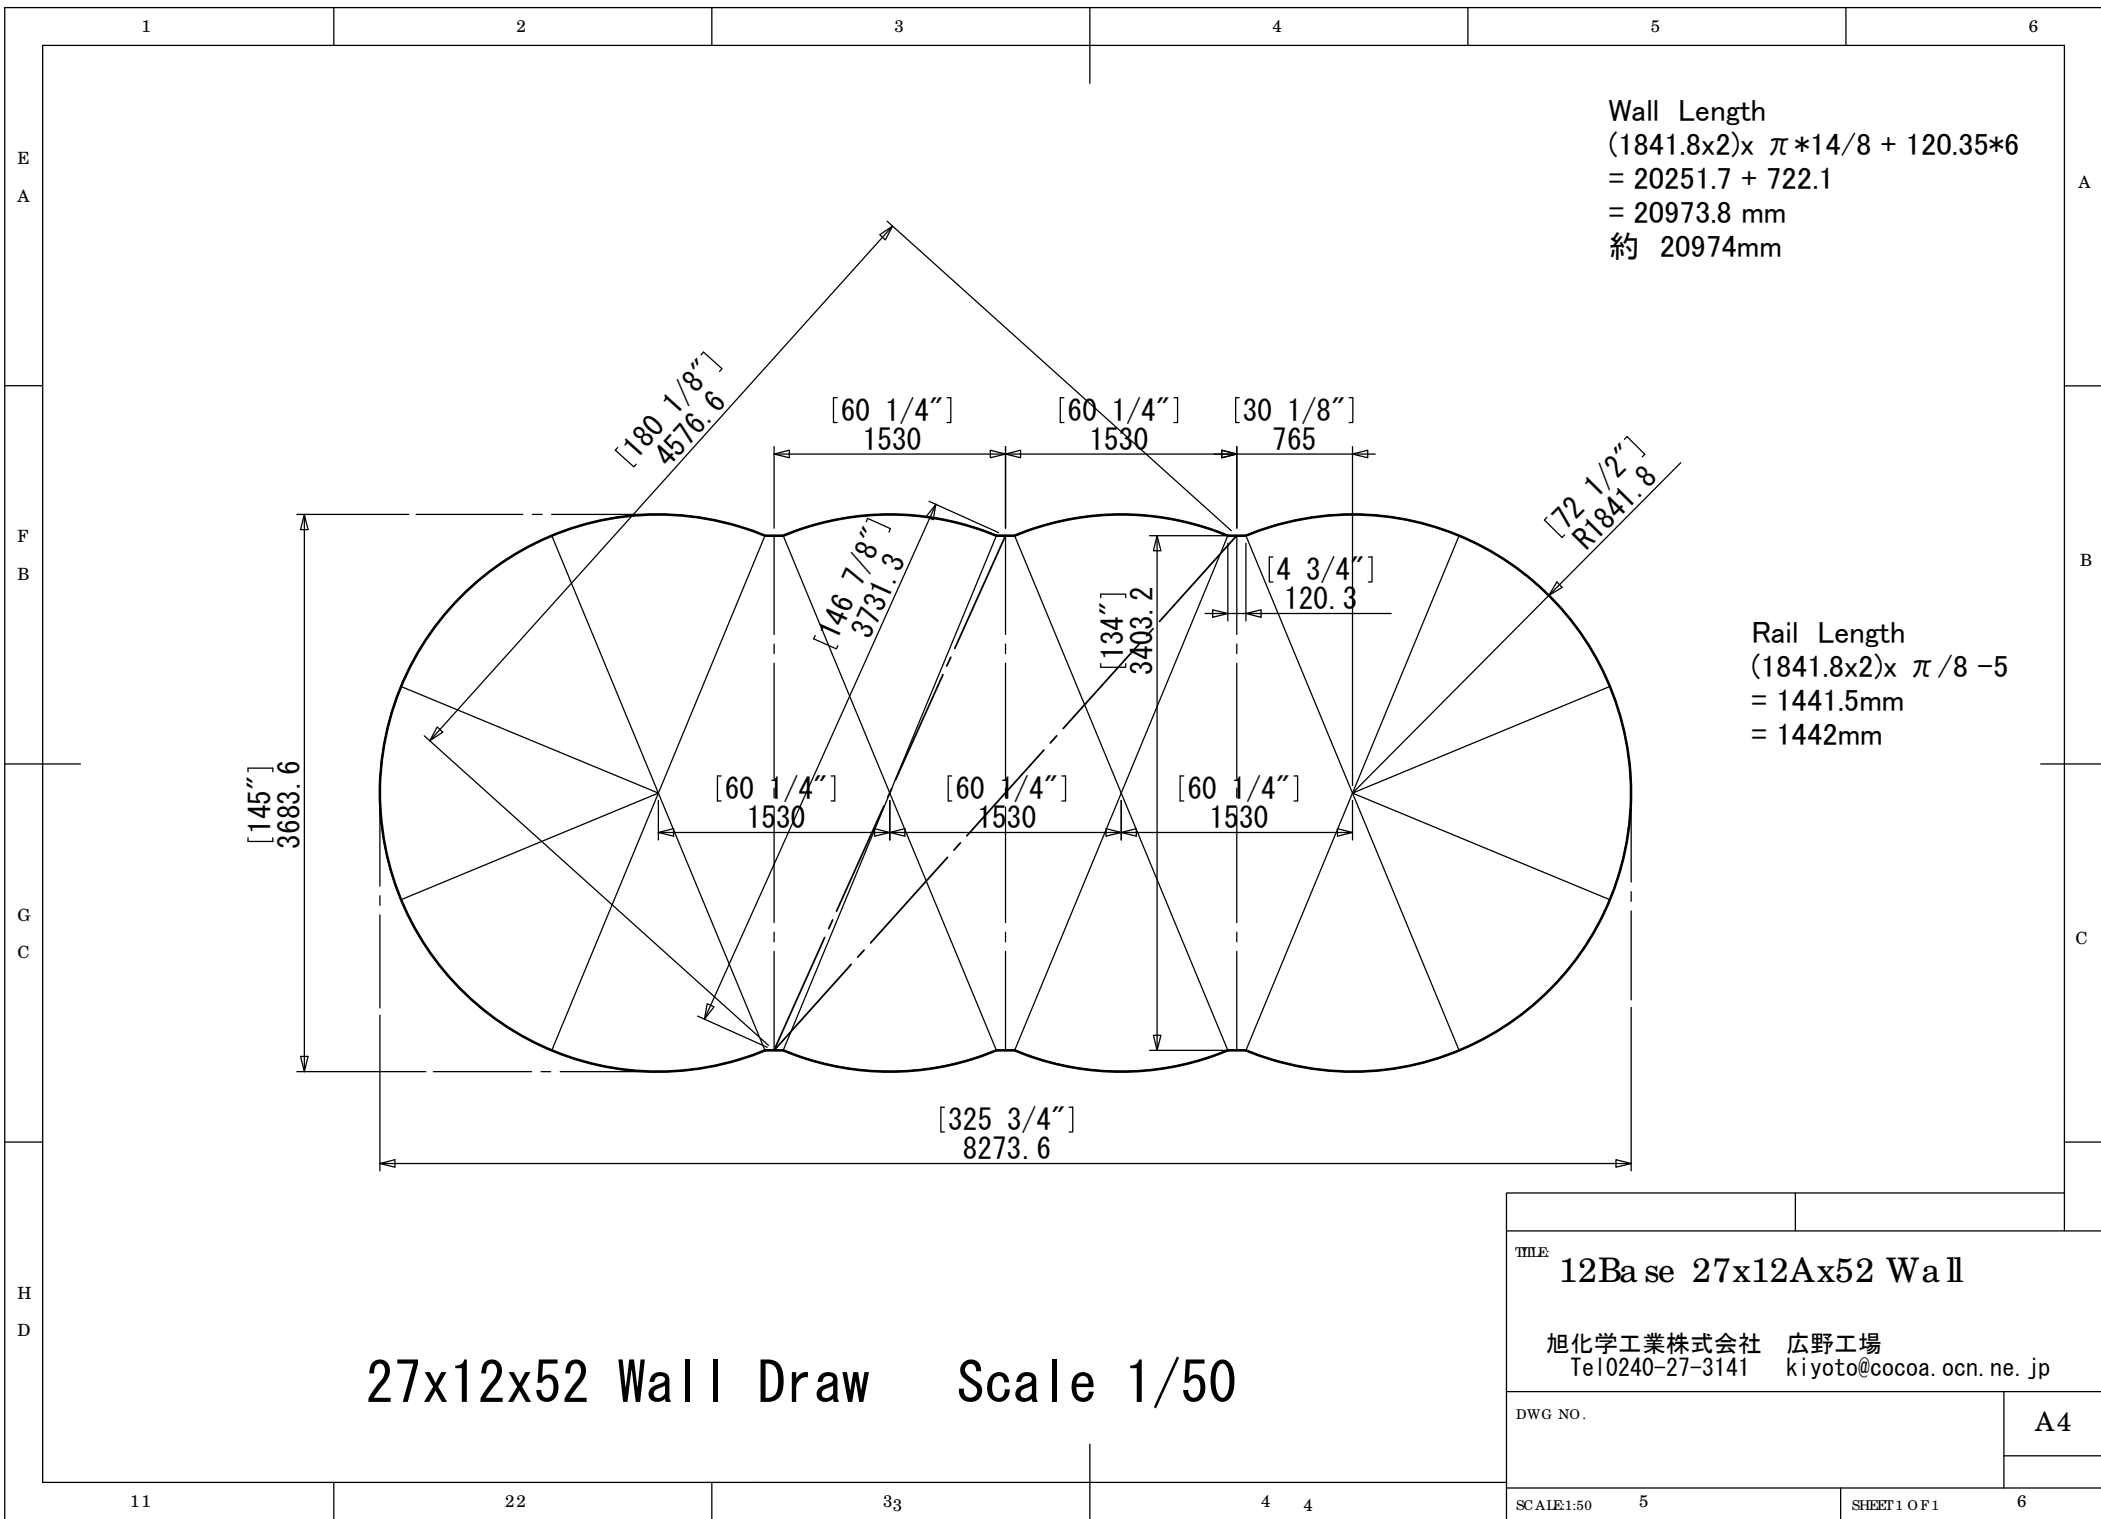 1 2 3 4 5 6
E
A
F
B
G
C
H
D
A
B
C
Wall Length
(1841.8x2)x π*14/8 + 120.35*6
= 20251.7 + 722.1
= 20973.8 mm
約 20974mm
[180 1/8″]
4576.6
[60 1/4″]
1530
[60 1/4″]
1530
[30 1/8″]
765
[72 1/2″]
R1841.8
[146 7/8″]
3731.3
[134″]
3403.2
[4 3/4″]
120.3
Rail Length
(1841.8x2)x π/8 -5
= 1441.5mm
= 1442mm
[145″]
3683.6
[60 1/4″]
1530
[60 1/4″]
1530
[60 1/4″]
1530
[325 3/4″]
8273.6
27x12x52 Wall Draw Scale 1/50
TITLE:
12Base 27x12Ax52 Wall
旭化学工業株式会社 広野工場
Tel0240-27-3141 kiyoto@cocoa.ocn.ne.jp
DWG NO.
A4
SCALE:1:50
SHEET 1 OF 1
11 22 33 4 4 5 6